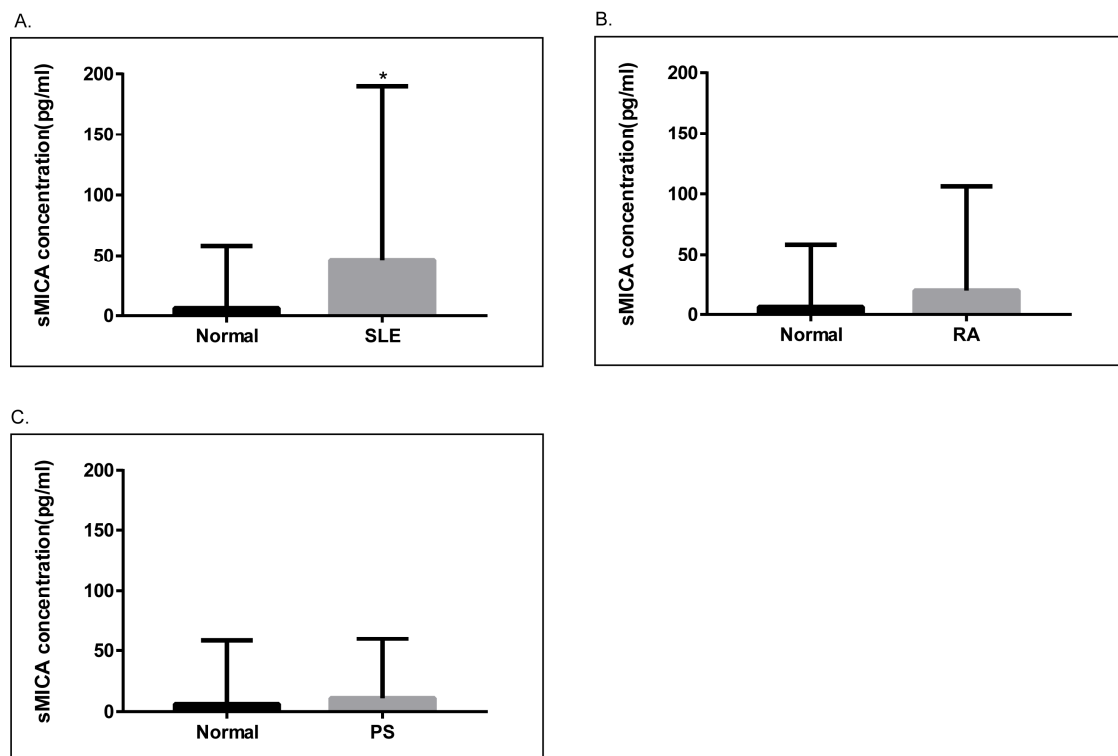 A.
sMICA concentration(pg/ml)
200
150
100
50
0
*
Normal SLE
B.
sMICA concentration(pg/ml)
200
150
100
50
0
Normal RA
C.
sMICA concentration(pg/ml)
200
150
100
50
0
Normal PS